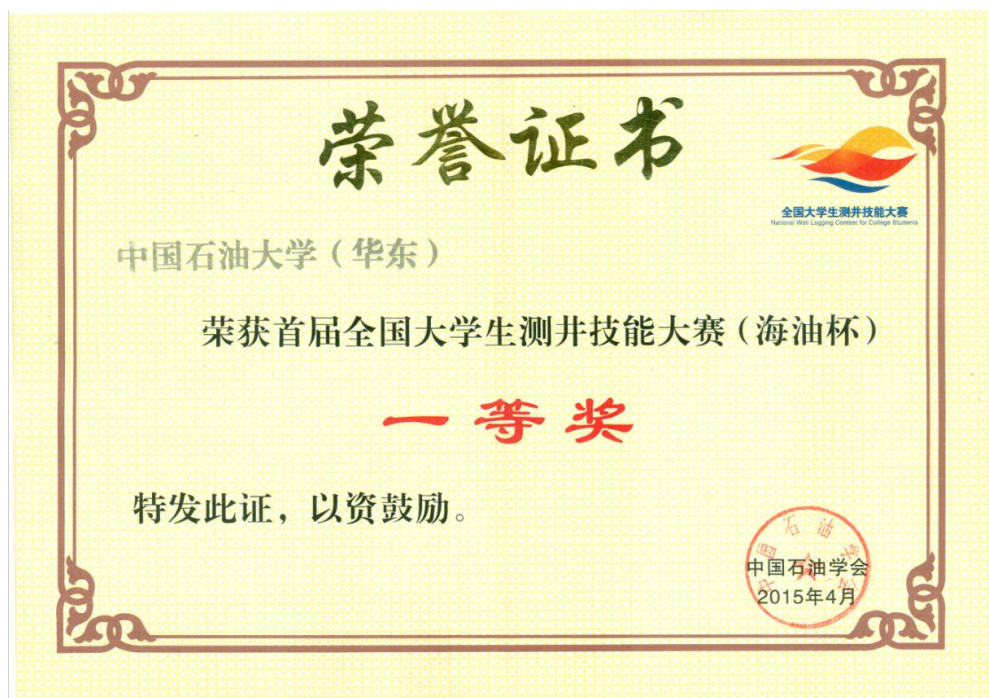 荣誉证书
全国大学生测井技能大赛
National Well Logging Contest for College Students
中国石油大学（华东）
荣获首届全国大学生测井技能大赛（海油杯）
一等奖
特发此证，以资鼓励。
中国石油学会
中国石油学会
2015年4月